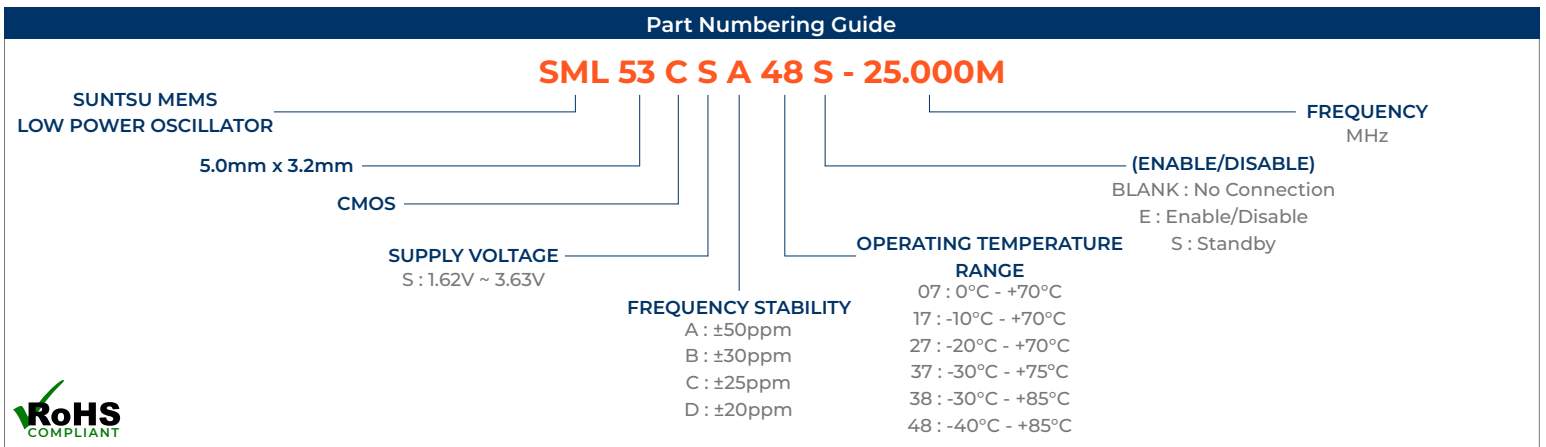 Part Numbering Guide
SML 53 C S A 48 S - 25.000M
SUNTSU MEMS
LOW POWER OSCILLATOR
5.0mm x 3.2mm
CMOS
SUPPLY VOLTAGE
S : 1.62V ~ 3.63V
FREQUENCY STABILITY
A : ±50ppm
B : ±30ppm
C : ±25ppm
D : ±20ppm
OPERATING TEMPERATURE
RANGE
07 : 0°C - +70°C
17 : -10°C - +70°C
27 : -20°C - +70°C
37 : -30°C - +75°C
38 : -30°C - +85°C
48 : -40°C - +85°C
(ENABLE/DISABLE)
BLANK : No Connection
E : Enable/Disable
S : Standby
FREQUENCY
MHz
RoHS
COMPLIANT